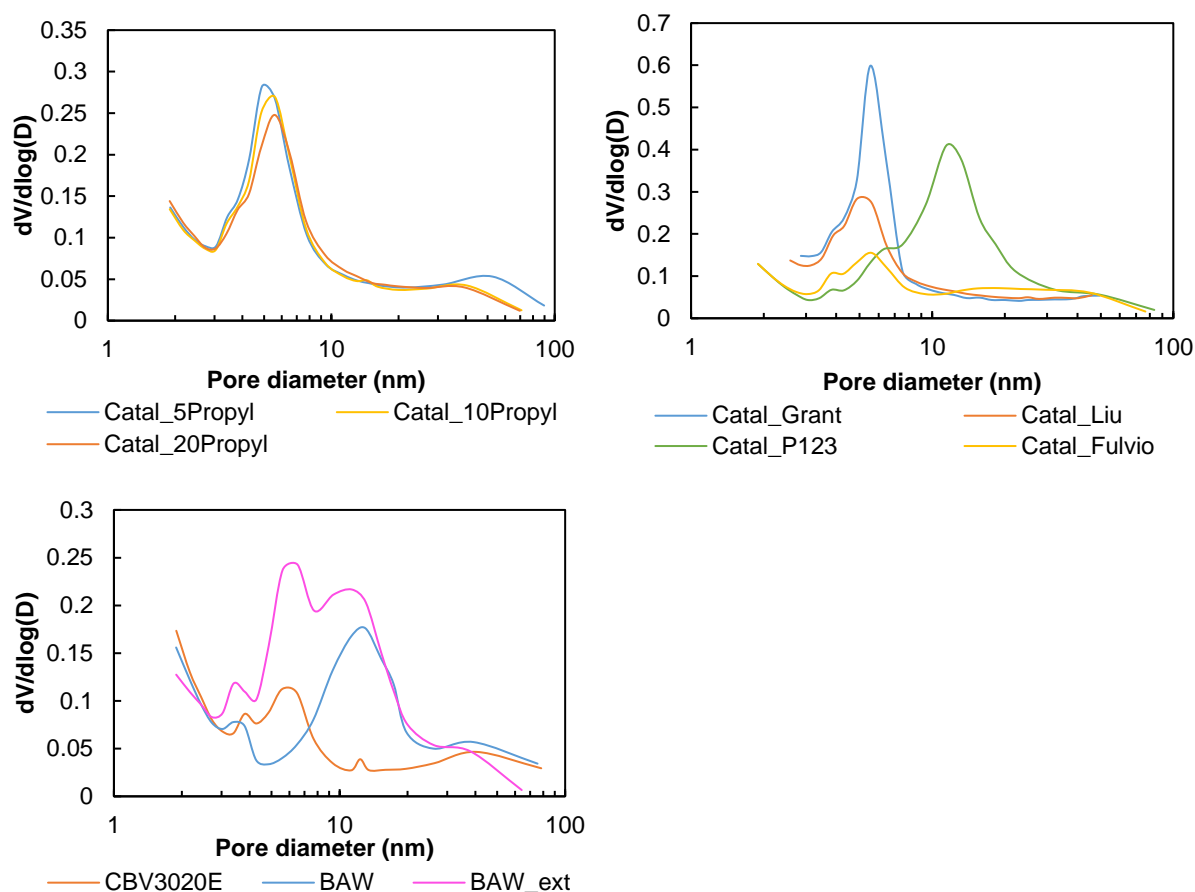 0.35
0.3
0.25
0.2
0.15
0.1
0.05
0
dV/dlog(D)
1 10 100
Pore diameter (nm)
Catal_5Propyl Catal_10Propyl
Catal_20Propyl
0.7
0.6
0.5
0.4
0.3
0.2
0.1
0
dV/dlog(D)
1 10 100
Pore diameter (nm)
Catal_Grant Catal_Liu
Catal_P123 Catal_Fulvio
0.3
0.25
0.2
0.15
0.1
0.05
0
dV/dlog(D)
1 10 100
Pore diameter (nm)
CBV3020E BAW BAW_ext